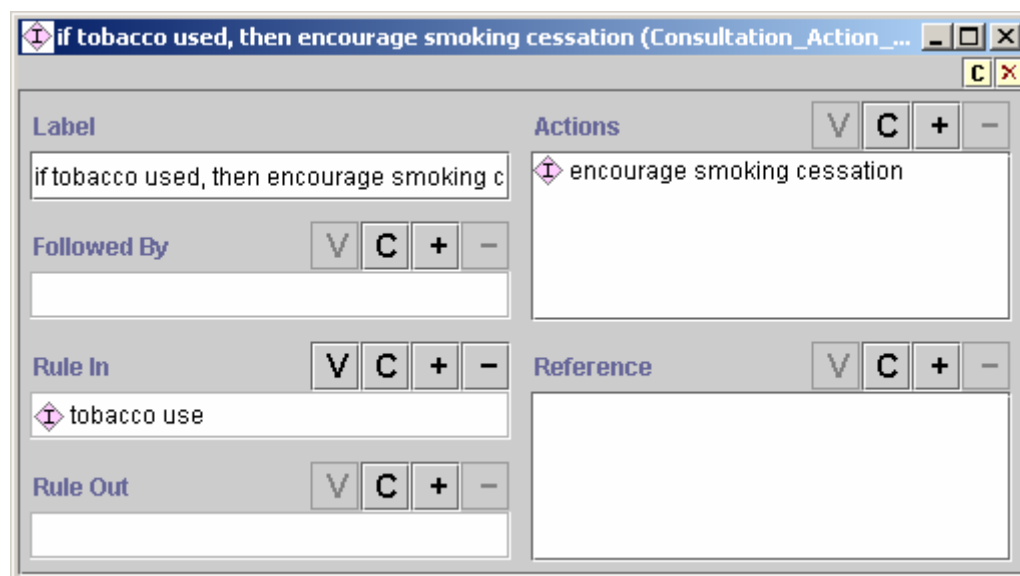 if tobacco used, then encourage smoking cessation (Consultation_Action_...
C
Label
if tobacco used, then encourage smoking c
Followed By V C + −
Rule In V C + −
tobacco use
Rule Out V C + −
Actions V C + −
encourage smoking cessation
Reference V C + −